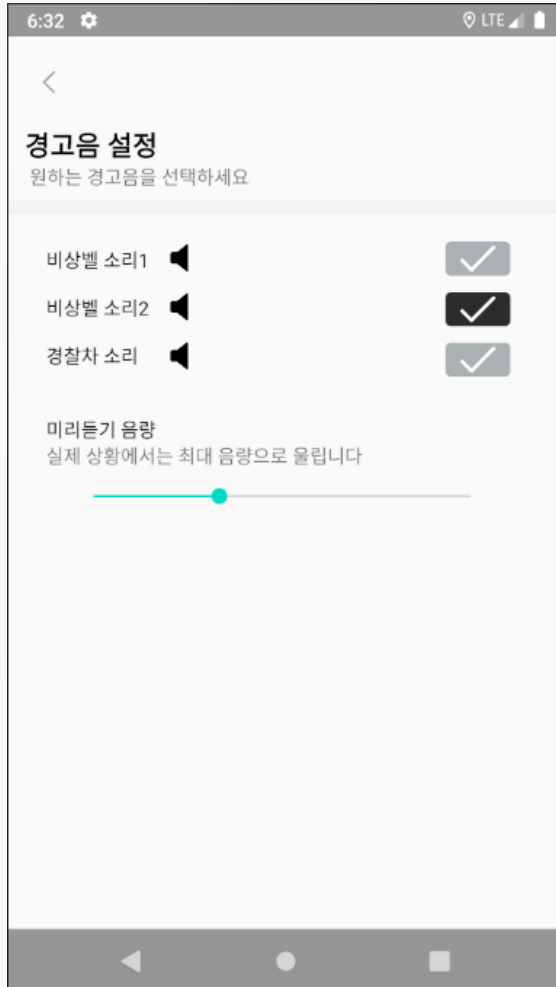 6:32 LTE
경고음 설정
원하는 경고음을 선택하세요
비상벨 소리1
비상벨 소리2
경찰차 소리
미리듣기 음량
실제 상황에서는 최대 음량으로 울립니다